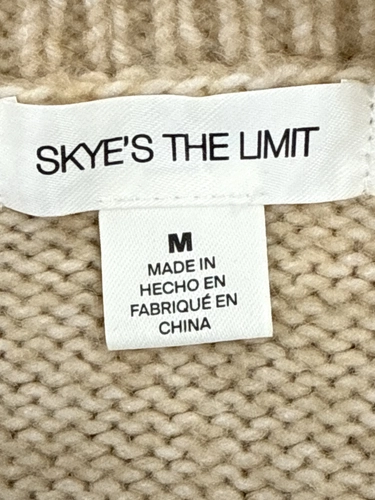 SKYE'S THE LIMIT
M
MADE IN
HECHO EN
FABRIQUÉ EN
CHINA